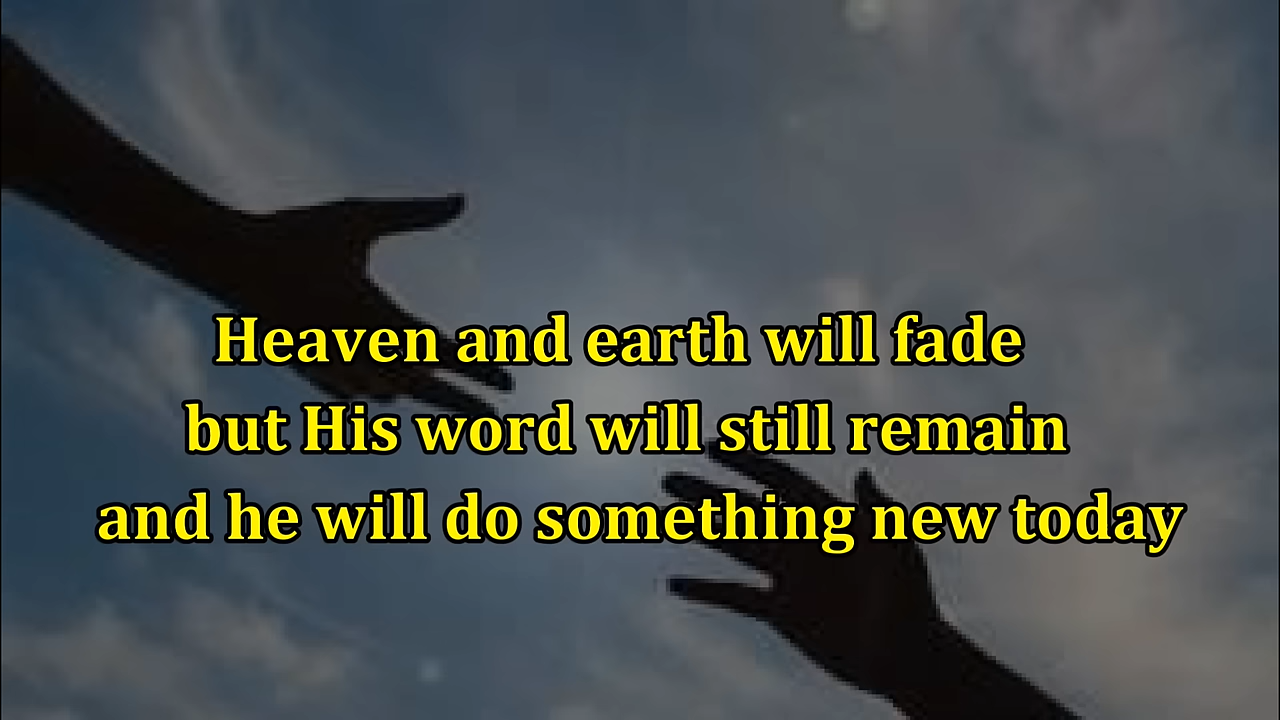 Heaven and earth will fade
but His word will still remain
and he will do something new today